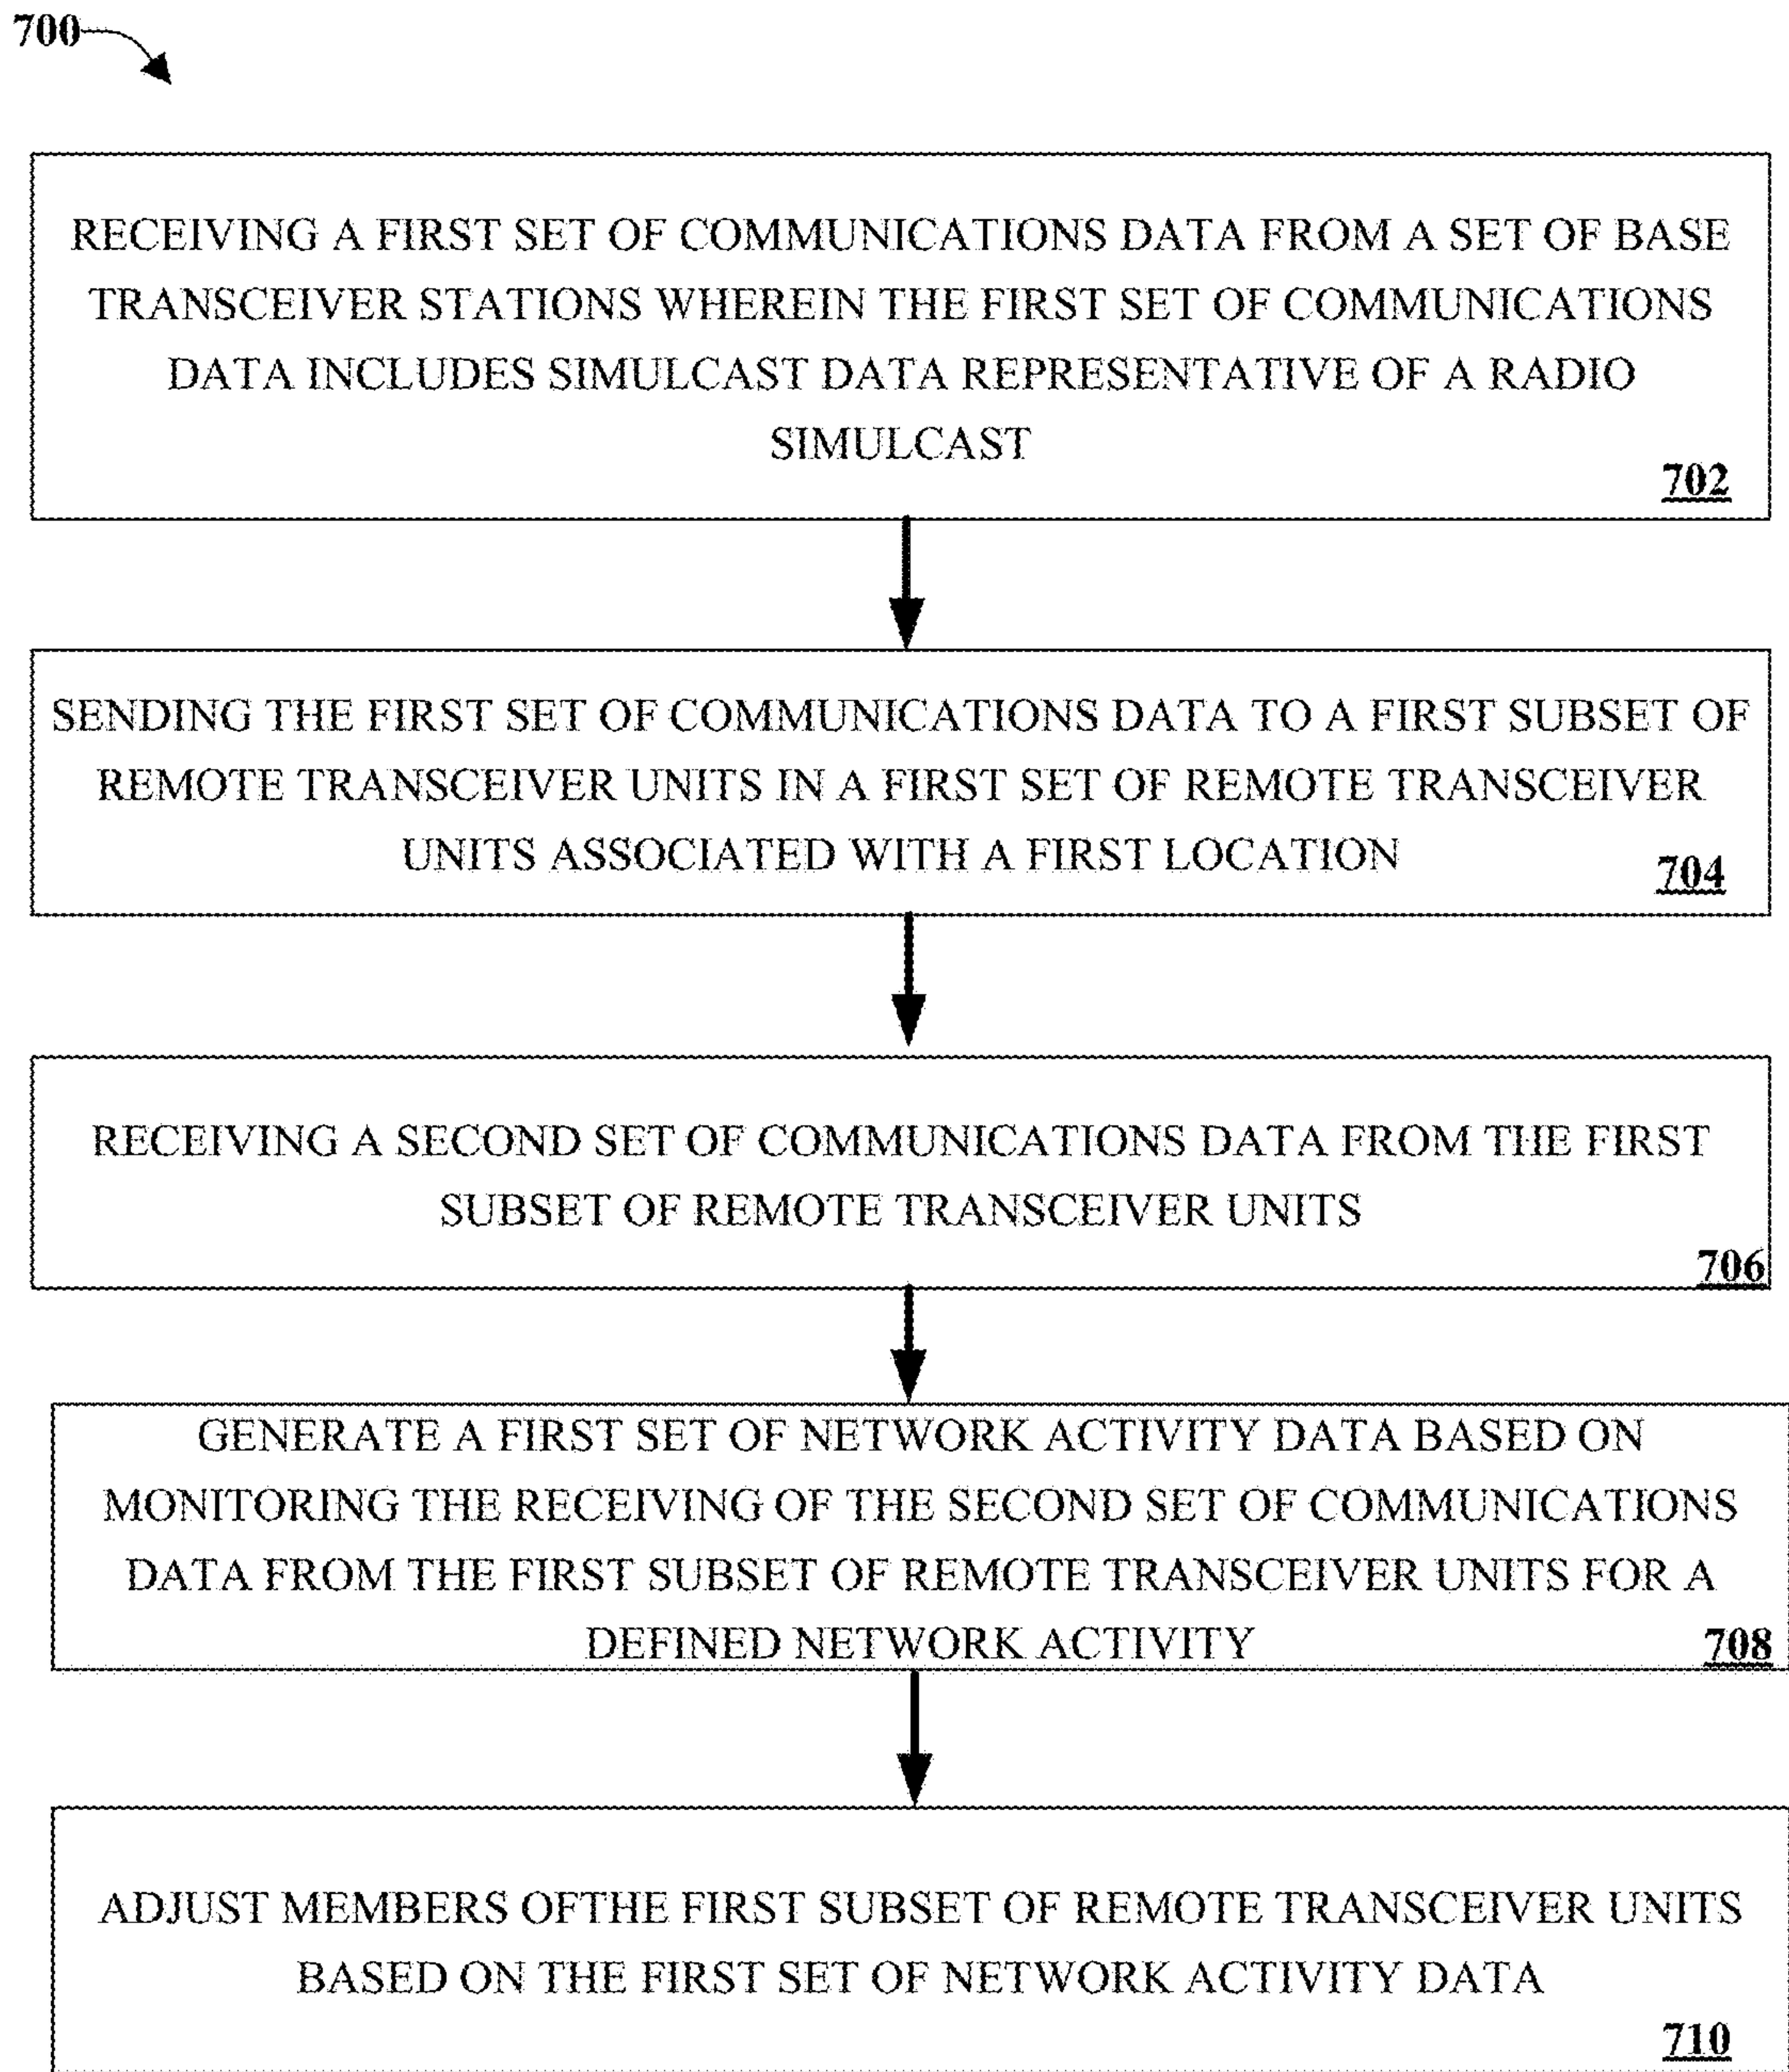 700
RECEIVING A FIRST SET OF COMMUNICATIONS DATA FROM A SET OF BASE
TRANSCEIVER STATIONS WHEREIN THE FIRST SET OF COMMUNICATIONS
DATA INCLUDES SIMULCAST DATA REPRESENTATIVE OF A RADIO
SIMULCAST
702
SENDING THE FIRST SET OF COMMUNICATIONS DATA TO A FIRST SUBSET OF
REMOTE TRANSCEIVER UNITS IN A FIRST SET OF REMOTE TRANSCEIVER
UNITS ASSOCIATED WITH A FIRST LOCATION
704
RECEIVING A SECOND SET OF COMMUNICATIONS DATA FROM THE FIRST
SUBSET OF REMOTE TRANSCEIVER UNITS
706
GENERATE A FIRST SET OF NETWORK ACTIVITY DATA BASED ON
MONITORING THE RECEIVING OF THE SECOND SET OF COMMUNICATIONS
DATA FROM THE FIRST SUBSET OF REMOTE TRANSCEIVER UNITS FOR A
DEFINED NETWORK ACTIVITY
708
ADJUST MEMBERS OFTHE FIRST SUBSET OF REMOTE TRANSCEIVER UNITS
BASED ON THE FIRST SET OF NETWORK ACTIVITY DATA
710